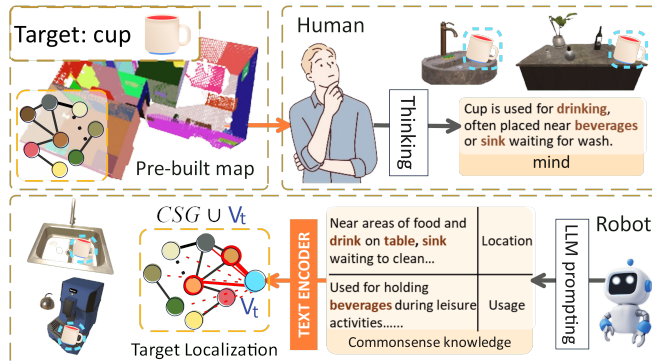 Target: cup
Pre-built map
Human
Thinking
Cup is used for drinking,
often placed near beverages
or sink waiting for wash.
mind
CSG ∪ Vt
Vt
Target Localization
TEXT ENCODER
Near areas of food and
drink on table, sink
waiting to clean...
Location
Used for holding
beverages during leisure
activities......
Usage
Commonsense knowledge
LLM prompting
Robot